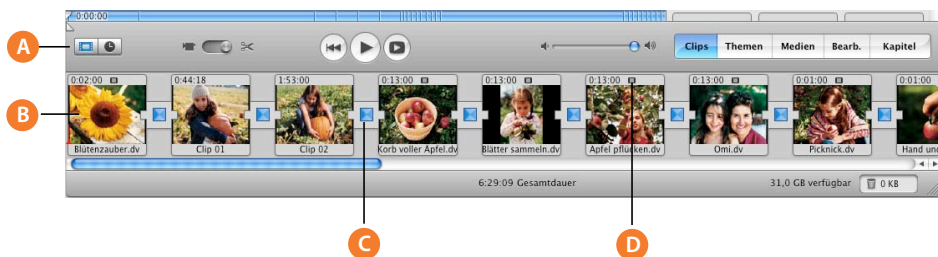 0:00:00
A
Clips Themen Medien Bearb. Kapitel
0:02:00 0:44:18 1:53:00 0:13:00 0:13:00 0:13:00 0:13:00 0:01:00 0:01:00
B
Blütenzauber.dv Clip 01 Clip 02 Korb voller Äpfel.dv Blätter sammeln.dv Äpfel pflücken.dv Omi.dv Picknick.dv Hand und
6:29:09 Gesamtdauer 31,0 GB verfügbar 0 KB
C D